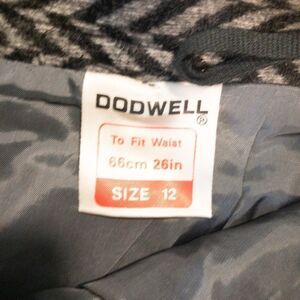 DODWELL
®
To Fit Waist
66cm 26in
SIZE 12